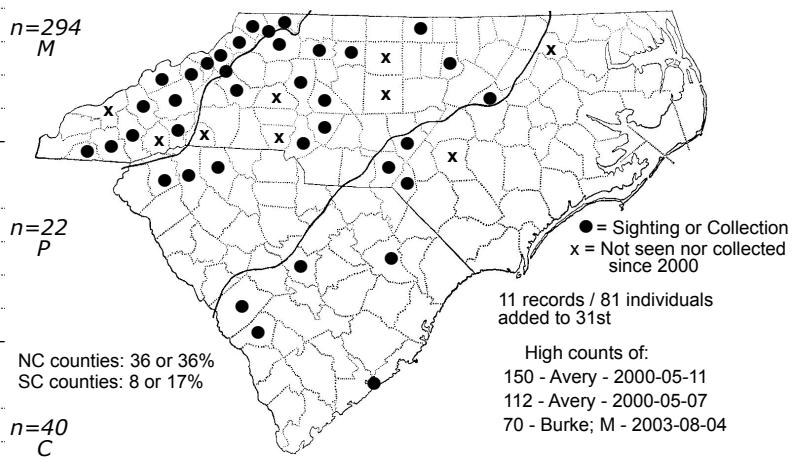 n=294
M
n=22
P
n=40
C
x
x
x
x
x
x
x
x
x
● = Sighting or Collection
x = Not seen nor collected
since 2000
11 records / 81 individuals
added to 31st
High counts of:
150 - Avery - 2000-05-11
112 - Avery - 2000-05-07
70 - Burke; M - 2003-08-04
NC counties: 36 or 36%
SC counties: 8 or 17%